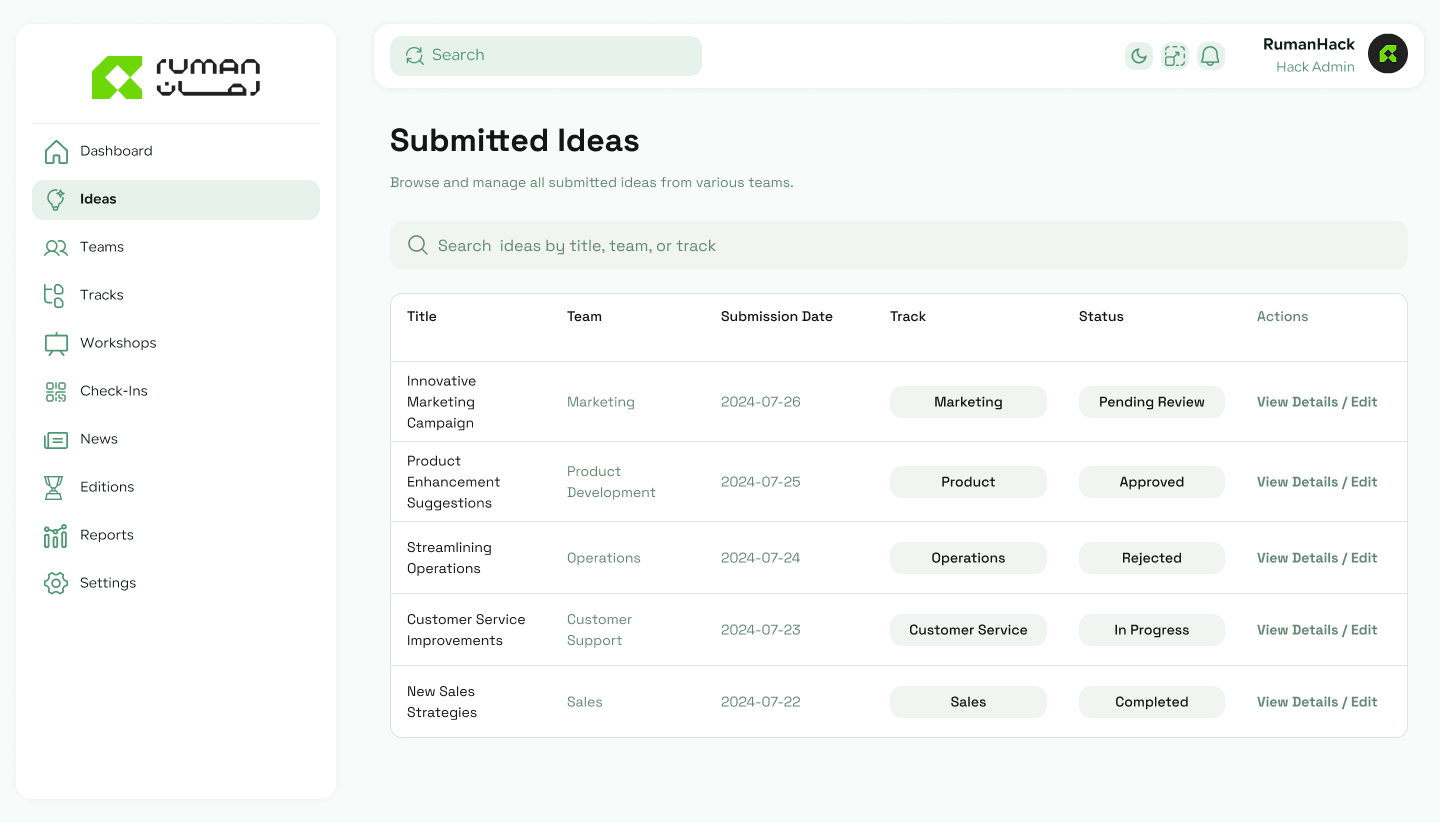 ruman
رمان
Dashboard
Ideas
Teams
Tracks
Workshops
Check-Ins
News
Editions
Reports
Settings
Search
RumanHack
Hack Admin
Submitted Ideas
Browse and manage all submitted ideas from various teams.
Search ideas by title, team, or track
Title Team Submission Date Track Status Actions
Innovative
Marketing
Campaign
Marketing 2024-07-26 Marketing Pending Review View Details / Edit
Product
Enhancement
Suggestions
Product
Development
2024-07-25 Product Approved View Details / Edit
Streamlining
Operations
Operations 2024-07-24 Operations Rejected View Details / Edit
Customer Service
Improvements
Customer
Support
2024-07-23 Customer Service In Progress View Details / Edit
New Sales
Strategies
Sales 2024-07-22 Sales Completed View Details / Edit